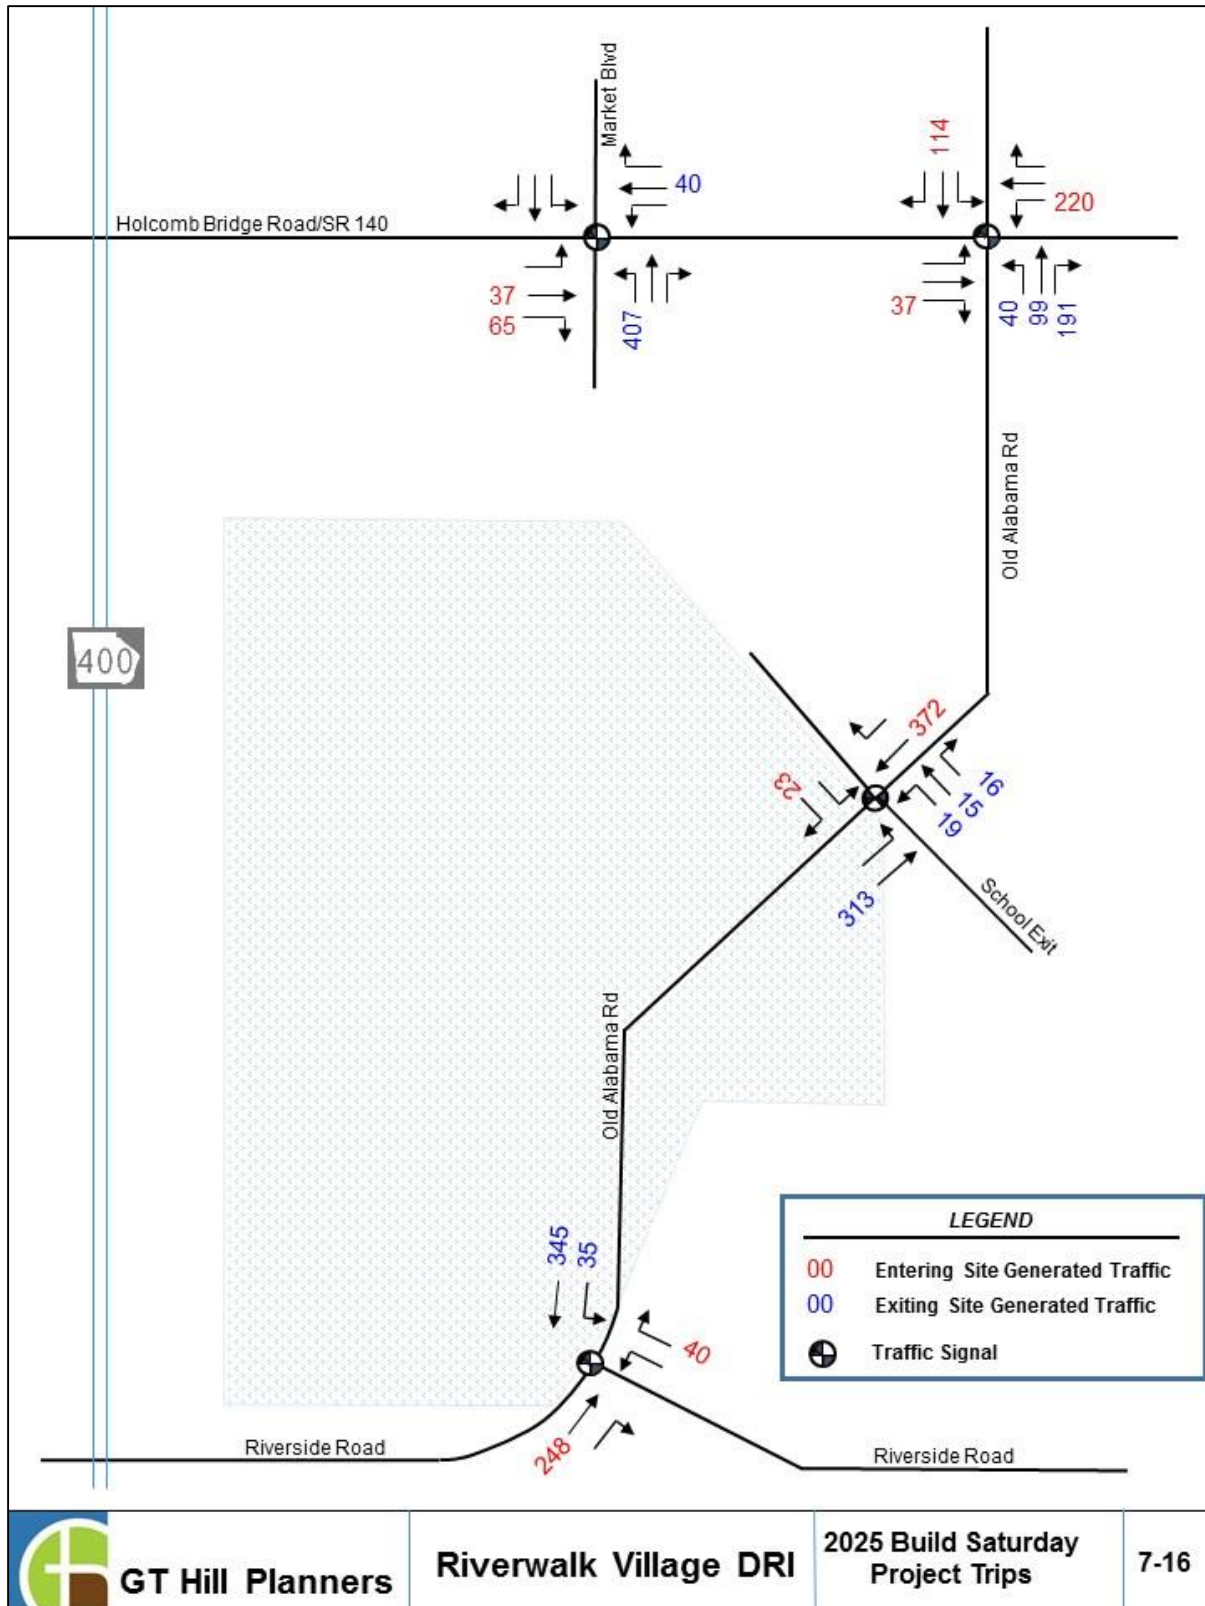 Market Blvd
114
40
220
Holcomb Bridge Road/SR 140
37
65
407
37
40
99
191
Old Alabama Rd
400
372
23
16
15
19
313
School Exit
Old Alabama Rd
345
35
40
248
LEGEND
00 Entering Site Generated Traffic
00 Exiting Site Generated Traffic
Traffic Signal
Riverside Road
Riverside Road
GT Hill Planners
Riverwalk Village DRI
2025 Build Saturday
Project Trips
7-16